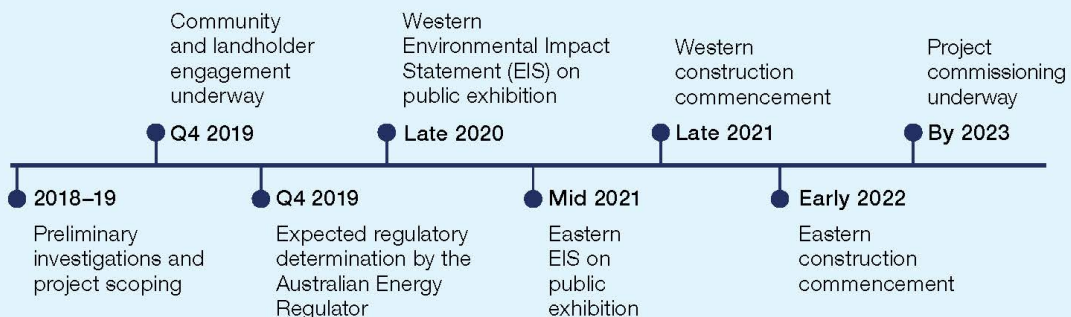 Community
and landholder
engagement
underway
Q4 2019
Western
Environmental Impact
Statement (EIS) on
public exhibition
Late 2020
Western
construction
commencement
Late 2021
Project
commissioning
underway
By 2023
2018–19
Preliminary
investigations and
project scoping
Q4 2019
Expected regulatory
determination by the
Australian Energy
Regulator
Mid 2021
Eastern
EIS on
public
exhibition
Early 2022
Eastern
construction
commencement